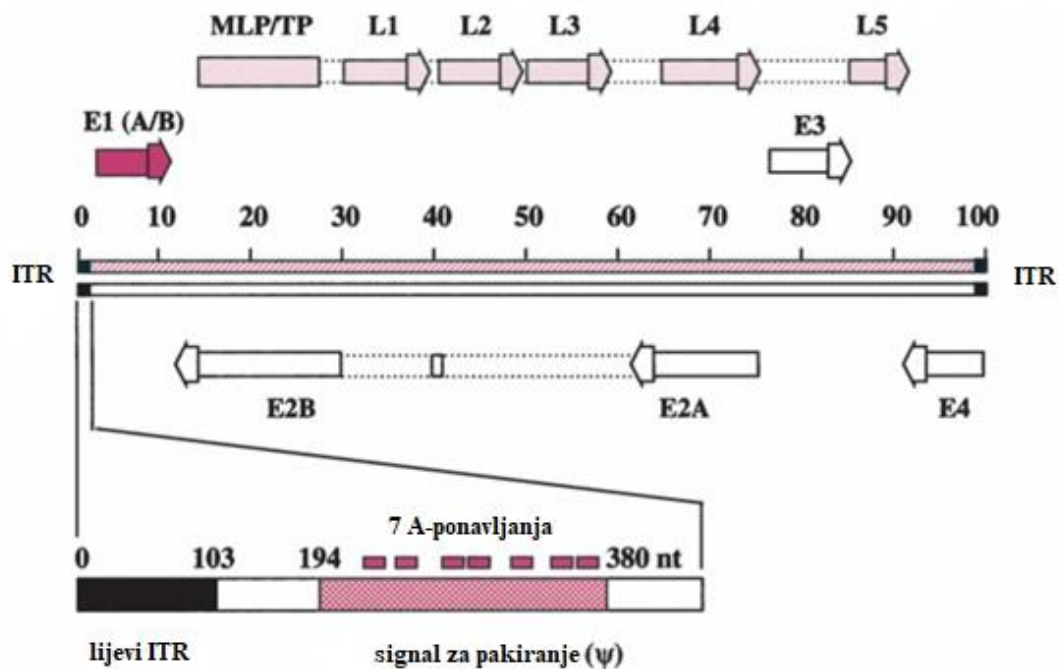 MLP/TP L1 L2 L3 L4 L5
E1 (A/B) E3
0 10 20 30 40 50 60 70 80 90 100
ITR ITR
E2B E2A E4
7 A-ponavljanja
0 103 194 380 nt
lijevi ITR signal za pakiranje (ψ)